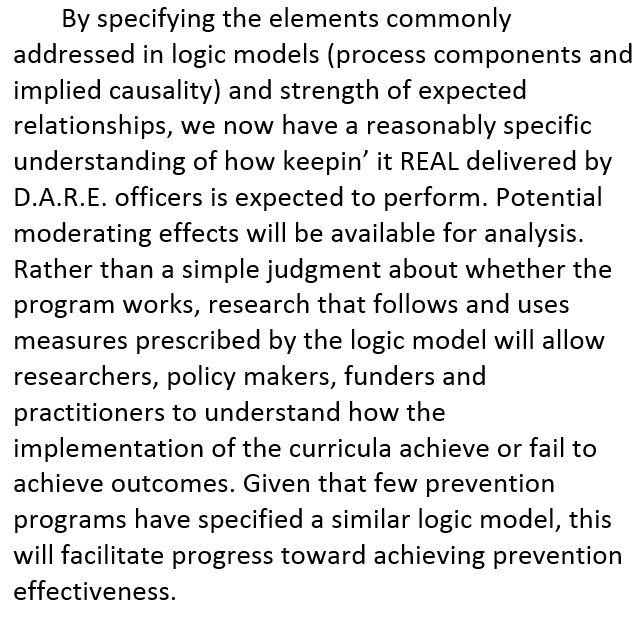 By specifying the elements commonly
addressed in logic models (process components and
implied causality) and strength of expected
relationships, we now have a reasonably specific
understanding of how keepin’ it REAL delivered by
D.A.R.E. officers is expected to perform. Potential
moderating effects will be available for analysis.
Rather than a simple judgment about whether the
program works, research that follows and uses
measures prescribed by the logic model will allow
researchers, policy makers, funders and
practitioners to understand how the
implementation of the curricula achieve or fail to
achieve outcomes. Given that few prevention
programs have specified a similar logic model, this
will facilitate progress toward achieving prevention
effectiveness.